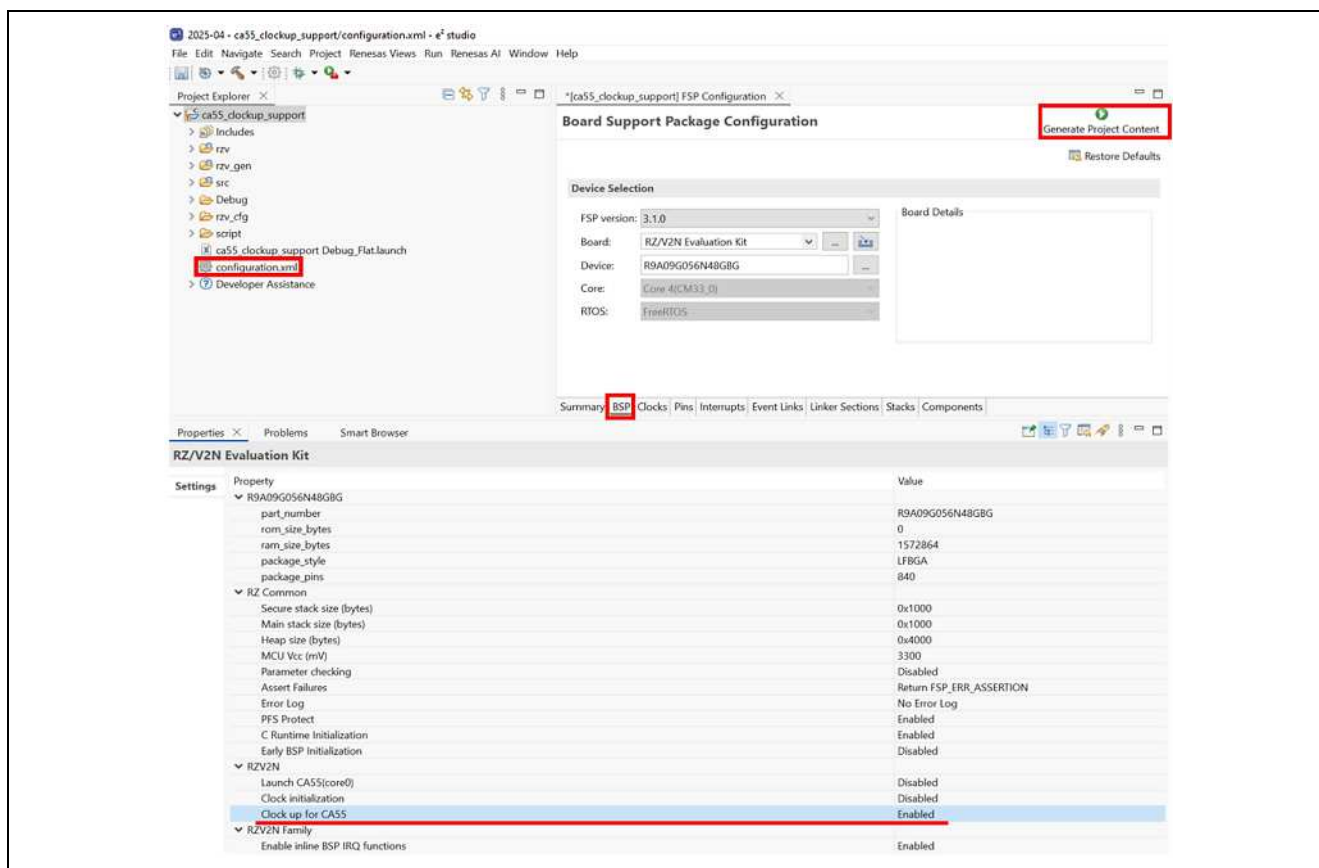 2025-04 - ca55_clockup_support/configuration.xml - e² studio
File Edit Navigate Search Project Renesas Views Run Renesas AI Window Help
Project Explorer
ca55_clockup_support
Includes
rzv
rzv_gen
src
Debug
rzv_cfg
script
ca55_clockup_support Debug_Flat.launch
configuration.xml
Developer Assistance
*[ca55_clockup_support] FSP Configuration
Board Support Package Configuration
Generate Project Content
Restore Defaults
Device Selection
FSP version: 3.1.0
Board: RZ/V2N Evaluation Kit ...
Device: R9A09G056N48GBG ...
Core: Core 4(CM33_0)
RTOS: FreeRTOS
Board Details
Summary BSP Clocks Pins Interrupts Event Links Linker Sections Stacks Components
Properties Problems Smart Browser
RZ/V2N Evaluation Kit
Settings
Property Value
R9A09G056N48GBG
part_number R9A09G056N48GBG
rom_size_bytes 0
ram_size_bytes 1572864
package_style LFBGA
package_pins 840
RZ Common
Secure stack size (bytes) 0x1000
Main stack size (bytes) 0x1000
Heap size (bytes) 0x4000
MCU Vcc (mV) 3300
Parameter checking Disabled
Assert Failures Return FSP_ERR_ASSERTION
Error Log No Error Log
PFS Protect Enabled
C Runtime Initialization Enabled
Early BSP Initialization Disabled
RZV2N
Launch CA55(core0) Disabled
Clock initialization Disabled
Clock up for CA55 Enabled
RZV2N Family
Enable inline BSP IRQ functions Enabled